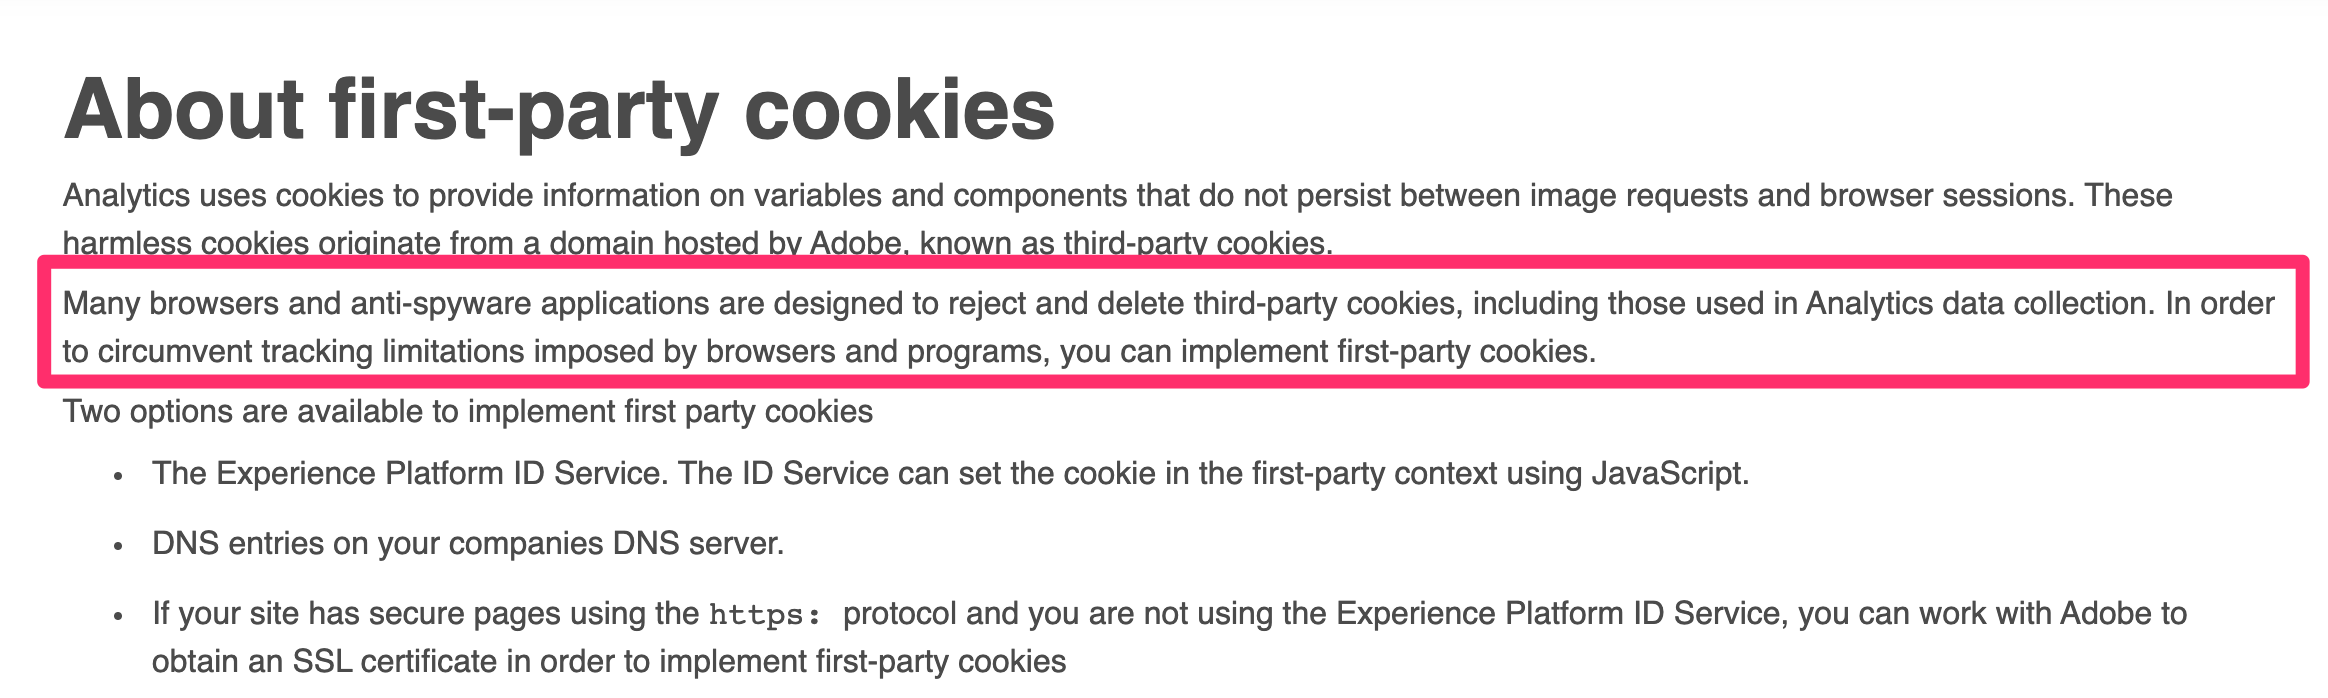 About first-party cookies
Analytics uses cookies to provide information on variables and components that do not persist between image requests and browser sessions. These
harmless cookies originate from a domain hosted by Adobe, known as third-party cookies.
Many browsers and anti-spyware applications are designed to reject and delete third-party cookies, including those used in Analytics data collection. In order
to circumvent tracking limitations imposed by browsers and programs, you can implement first-party cookies.
Two options are available to implement first party cookies
• The Experience Platform ID Service. The ID Service can set the cookie in the first-party context using JavaScript.
• DNS entries on your companies DNS server.
• If your site has secure pages using the https: protocol and you are not using the Experience Platform ID Service, you can work with Adobe to
obtain an SSL certificate in order to implement first-party cookies